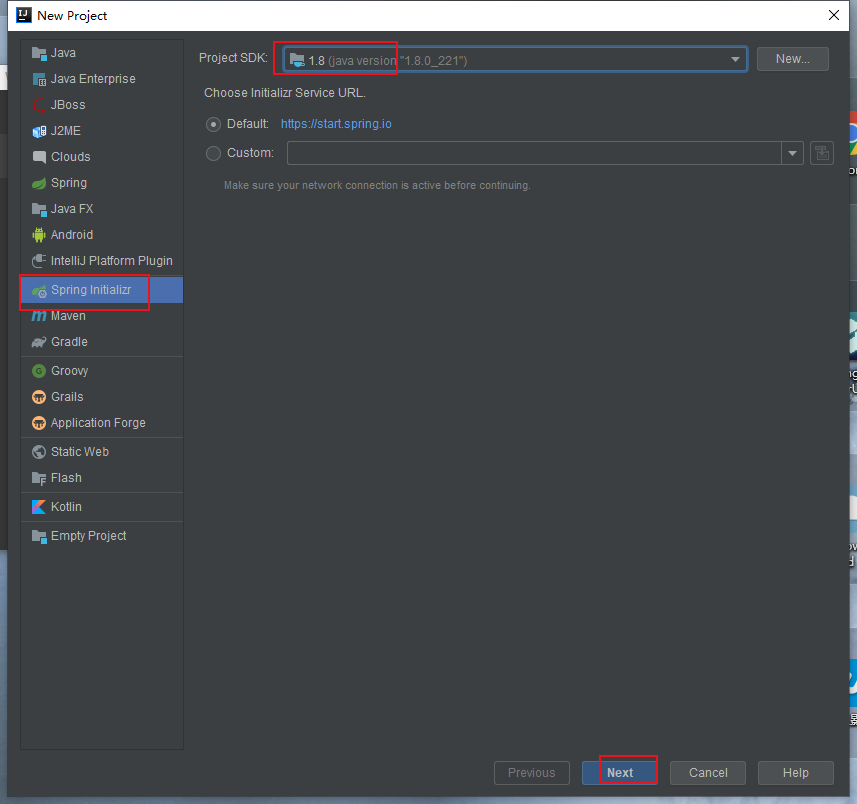 New Project
Java
Java Enterprise
JBoss
J2ME
Clouds
Spring
Java FX
Android
IntelliJ Platform Plugin
Spring Initializr
Maven
Gradle
Groovy
Grails
Application Forge
Static Web
Flash
Kotlin
Empty Project
Project SDK: 1.8 (java version "1.8.0_221") New...
Choose Initializr Service URL.
Default: https://start.spring.io
Custom:
Make sure your network connection is active before continuing.
Previous Next Cancel Help